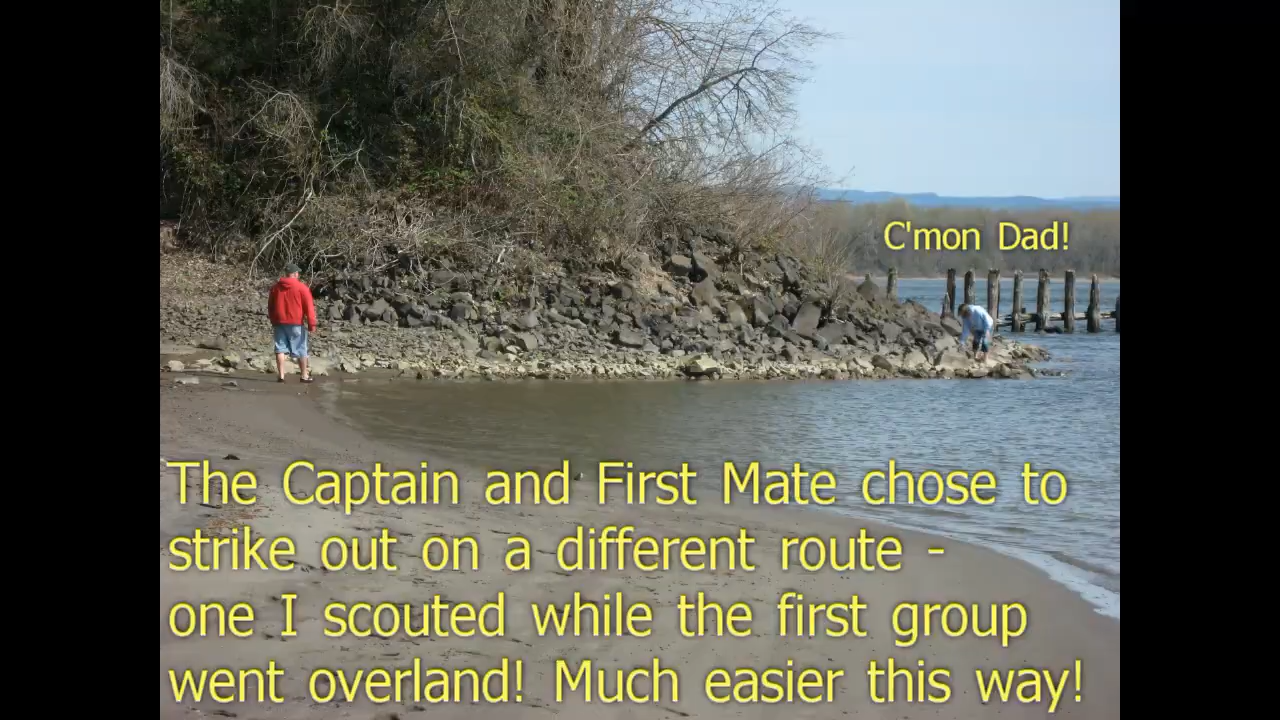 C'mon Dad!
The Captain and First Mate chose to
strike out on a different route -
one I scouted while the first group
went overland! Much easier this way!